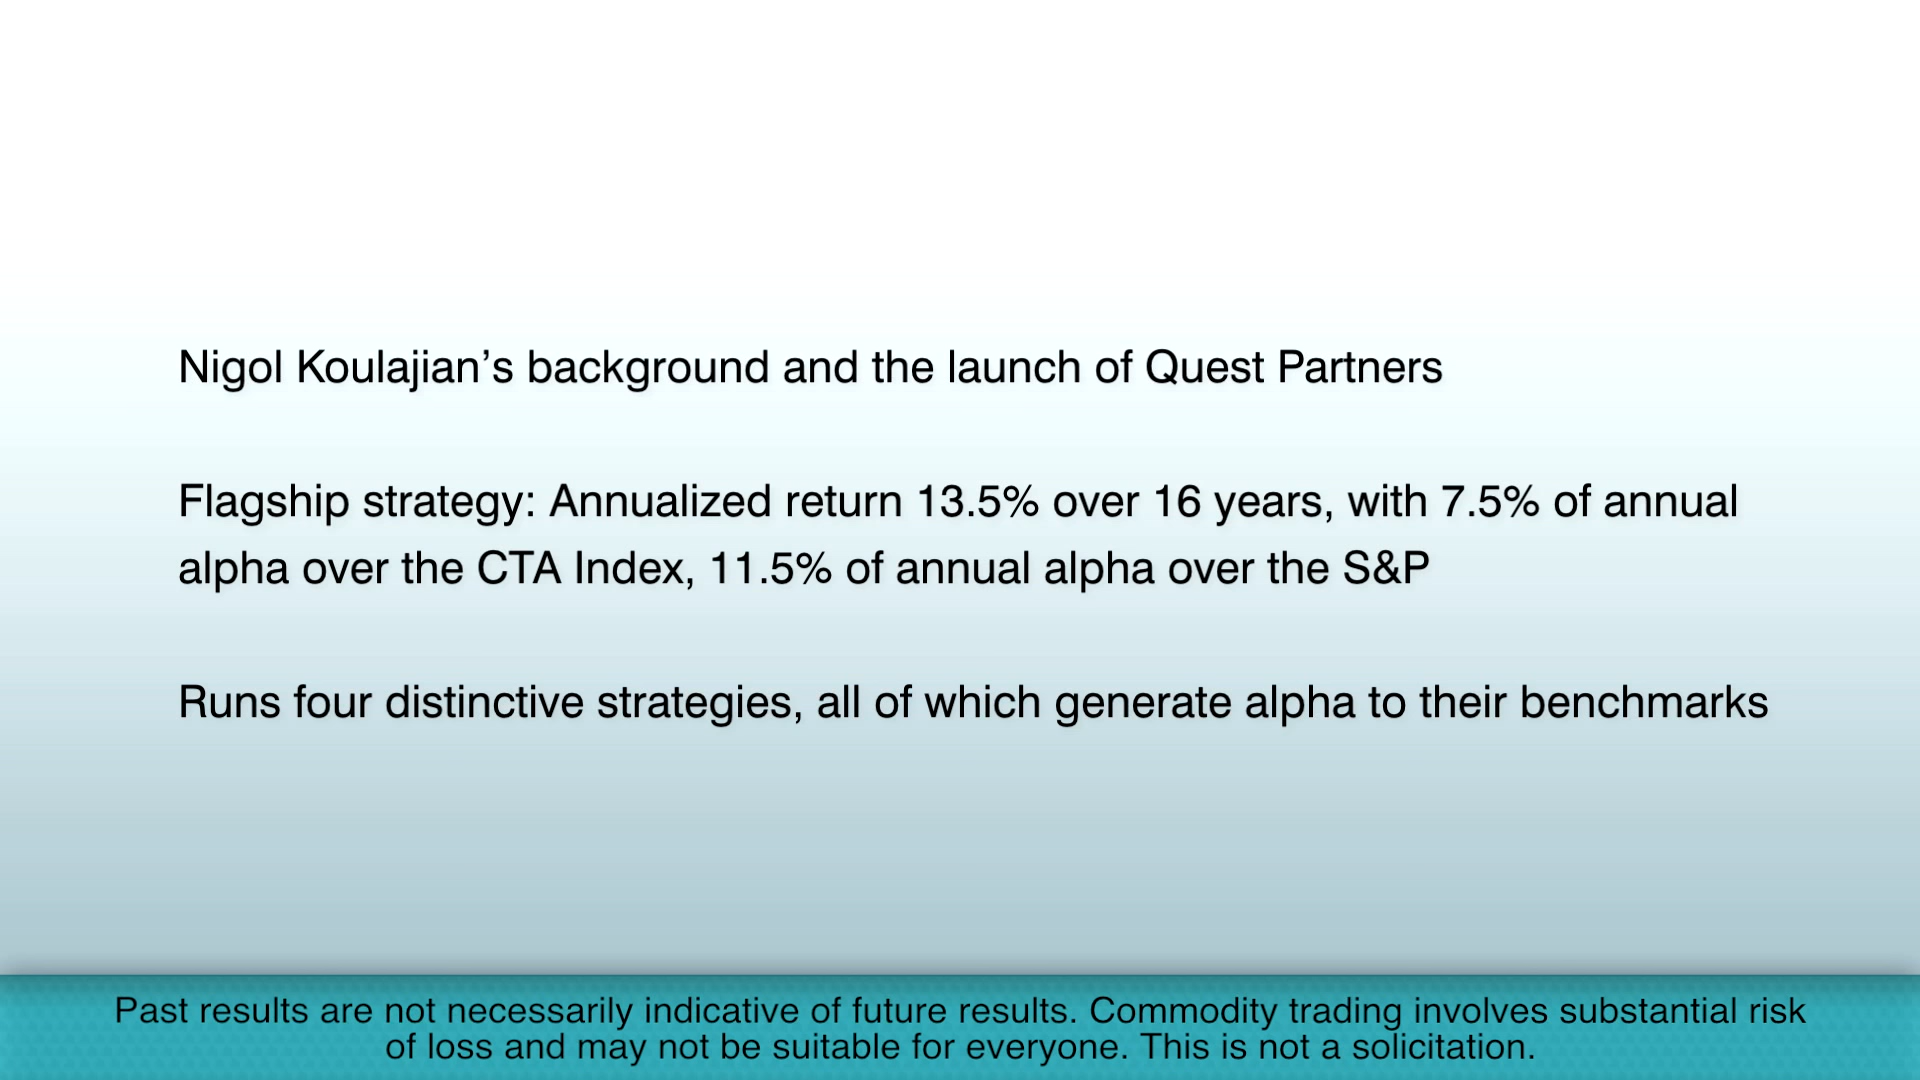 Nigol Koulajian’s background and the launch of Quest Partners
Flagship strategy: Annualized return 13.5% over 16 years, with 7.5% of annual
alpha over the CTA Index, 11.5% of annual alpha over the S&P
Runs four distinctive strategies, all of which generate alpha to their benchmarks
Past results are not necessarily indicative of future results. Commodity trading involves substantial risk
of loss and may not be suitable for everyone. This is not a solicitation.